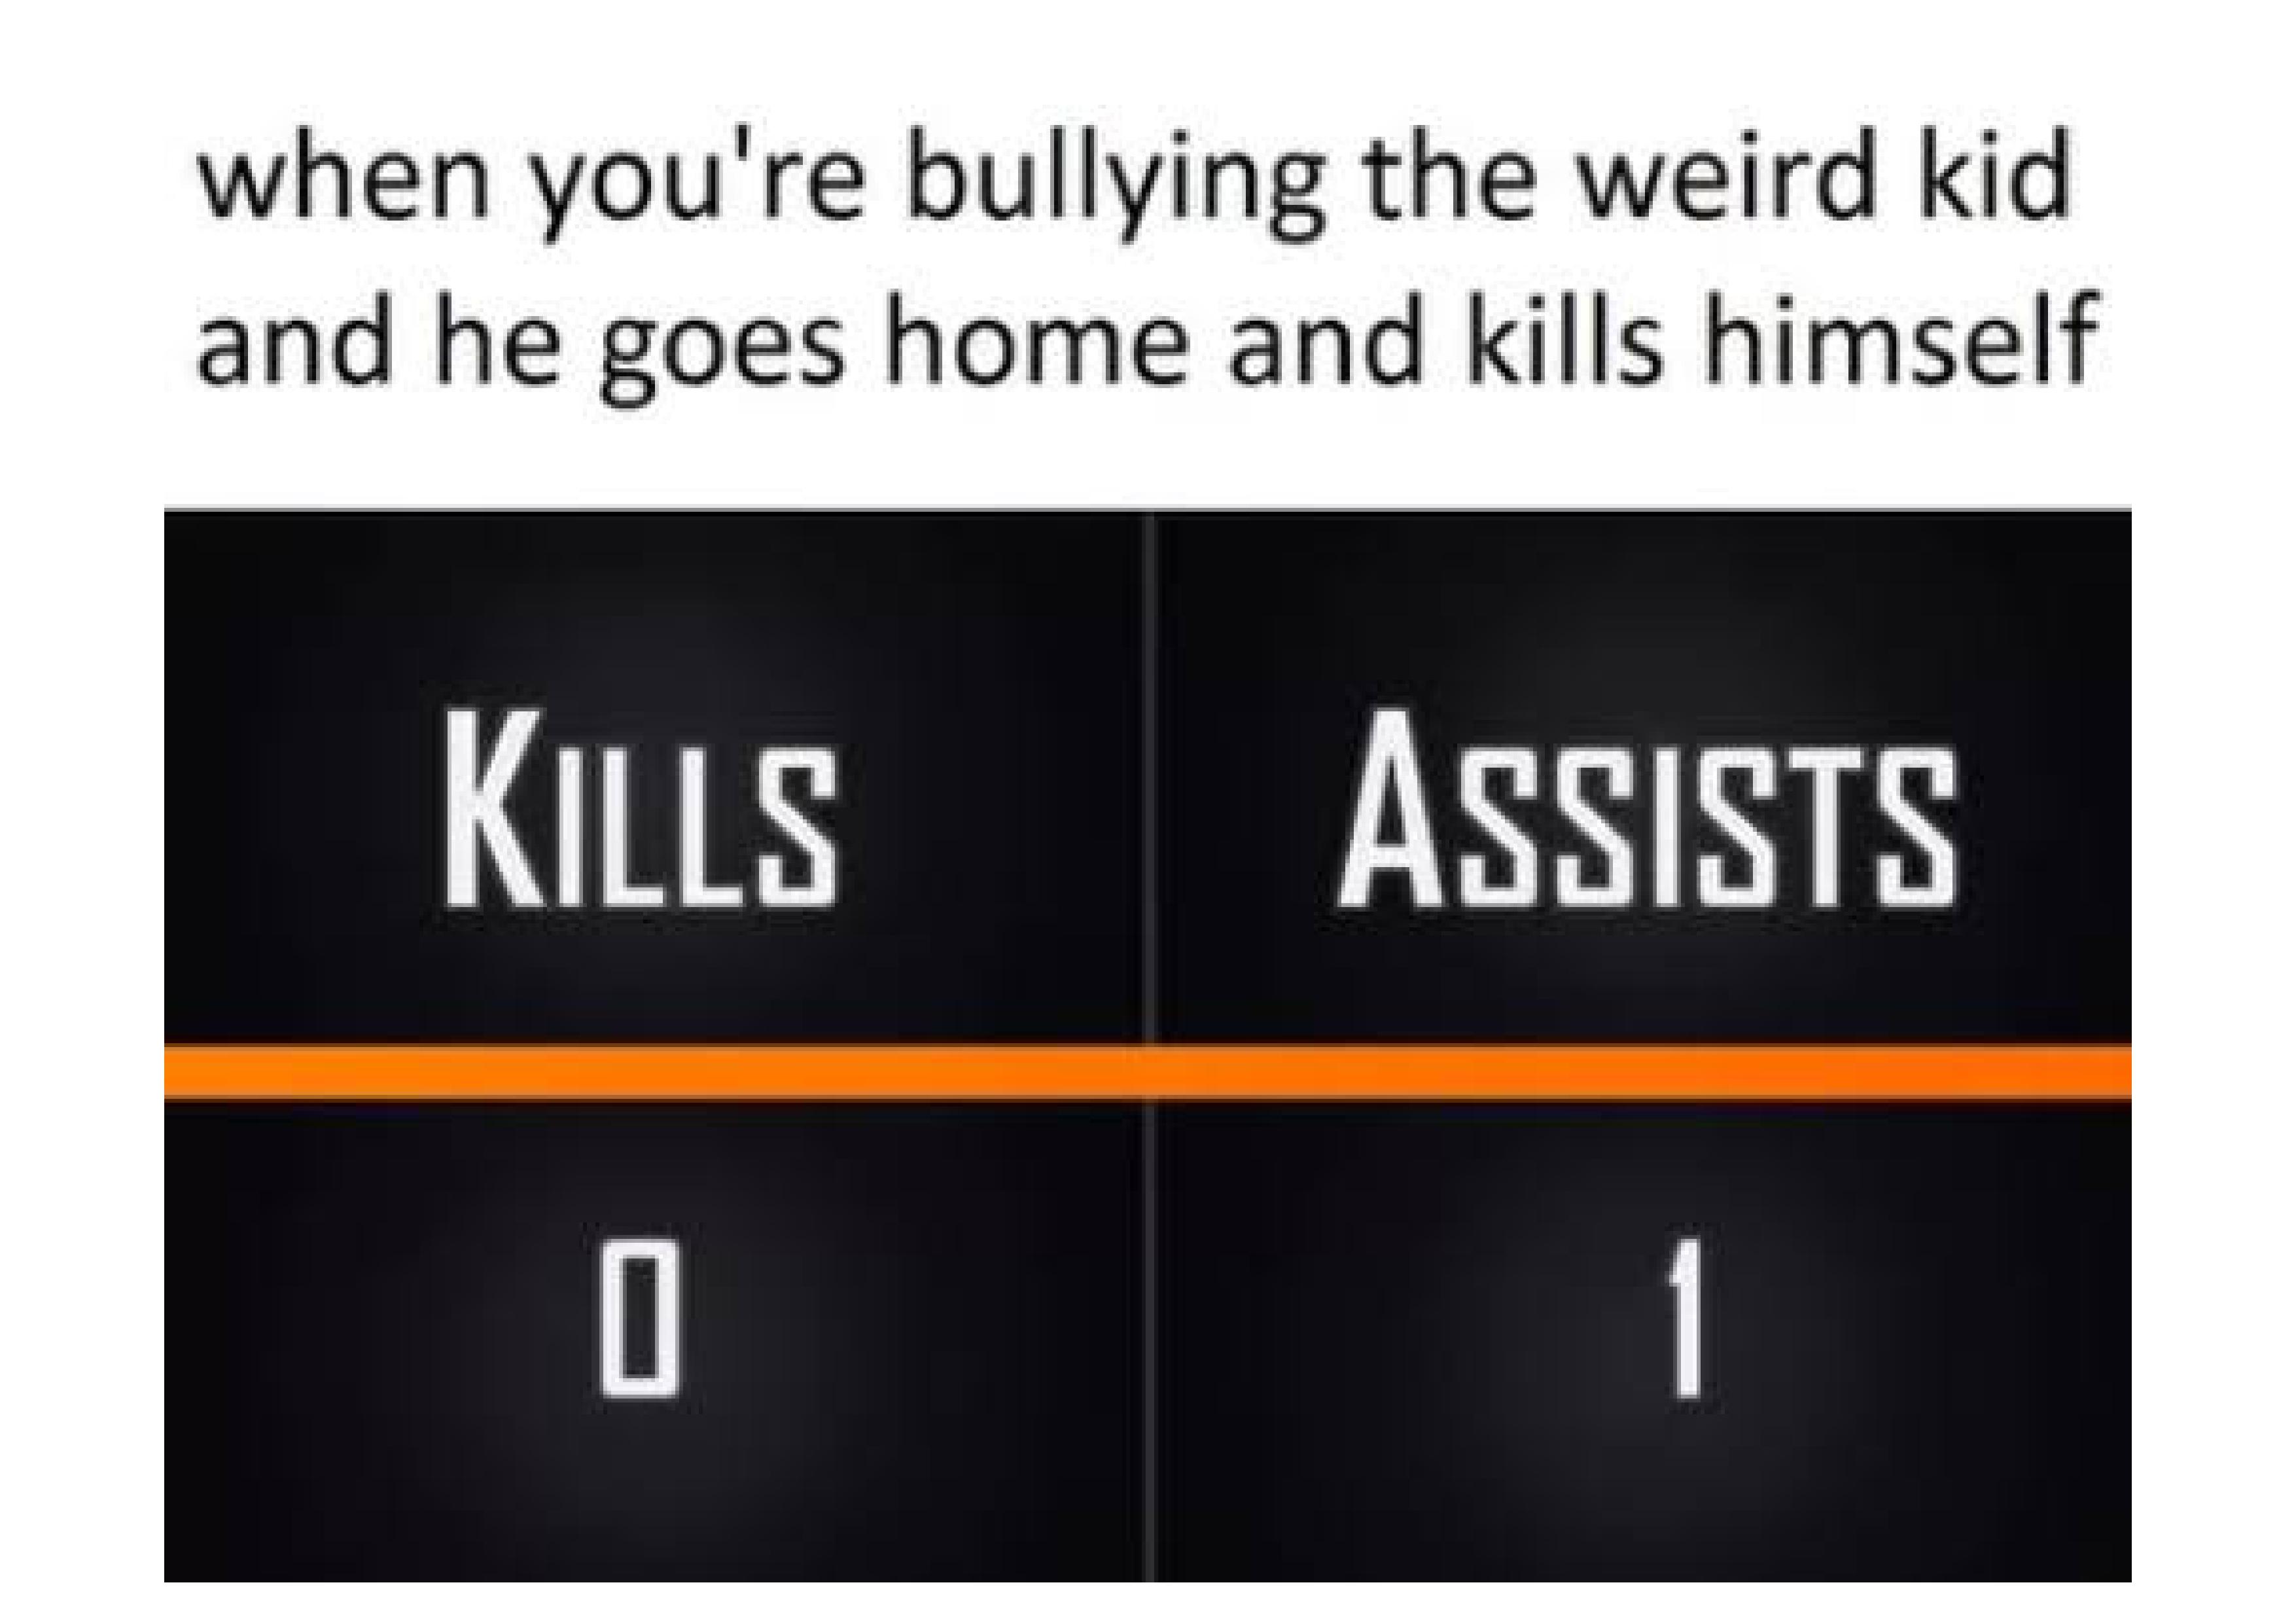 when you're bullying the weird kid
and he goes home and kills himself
KILLS ASSISTS
0 1